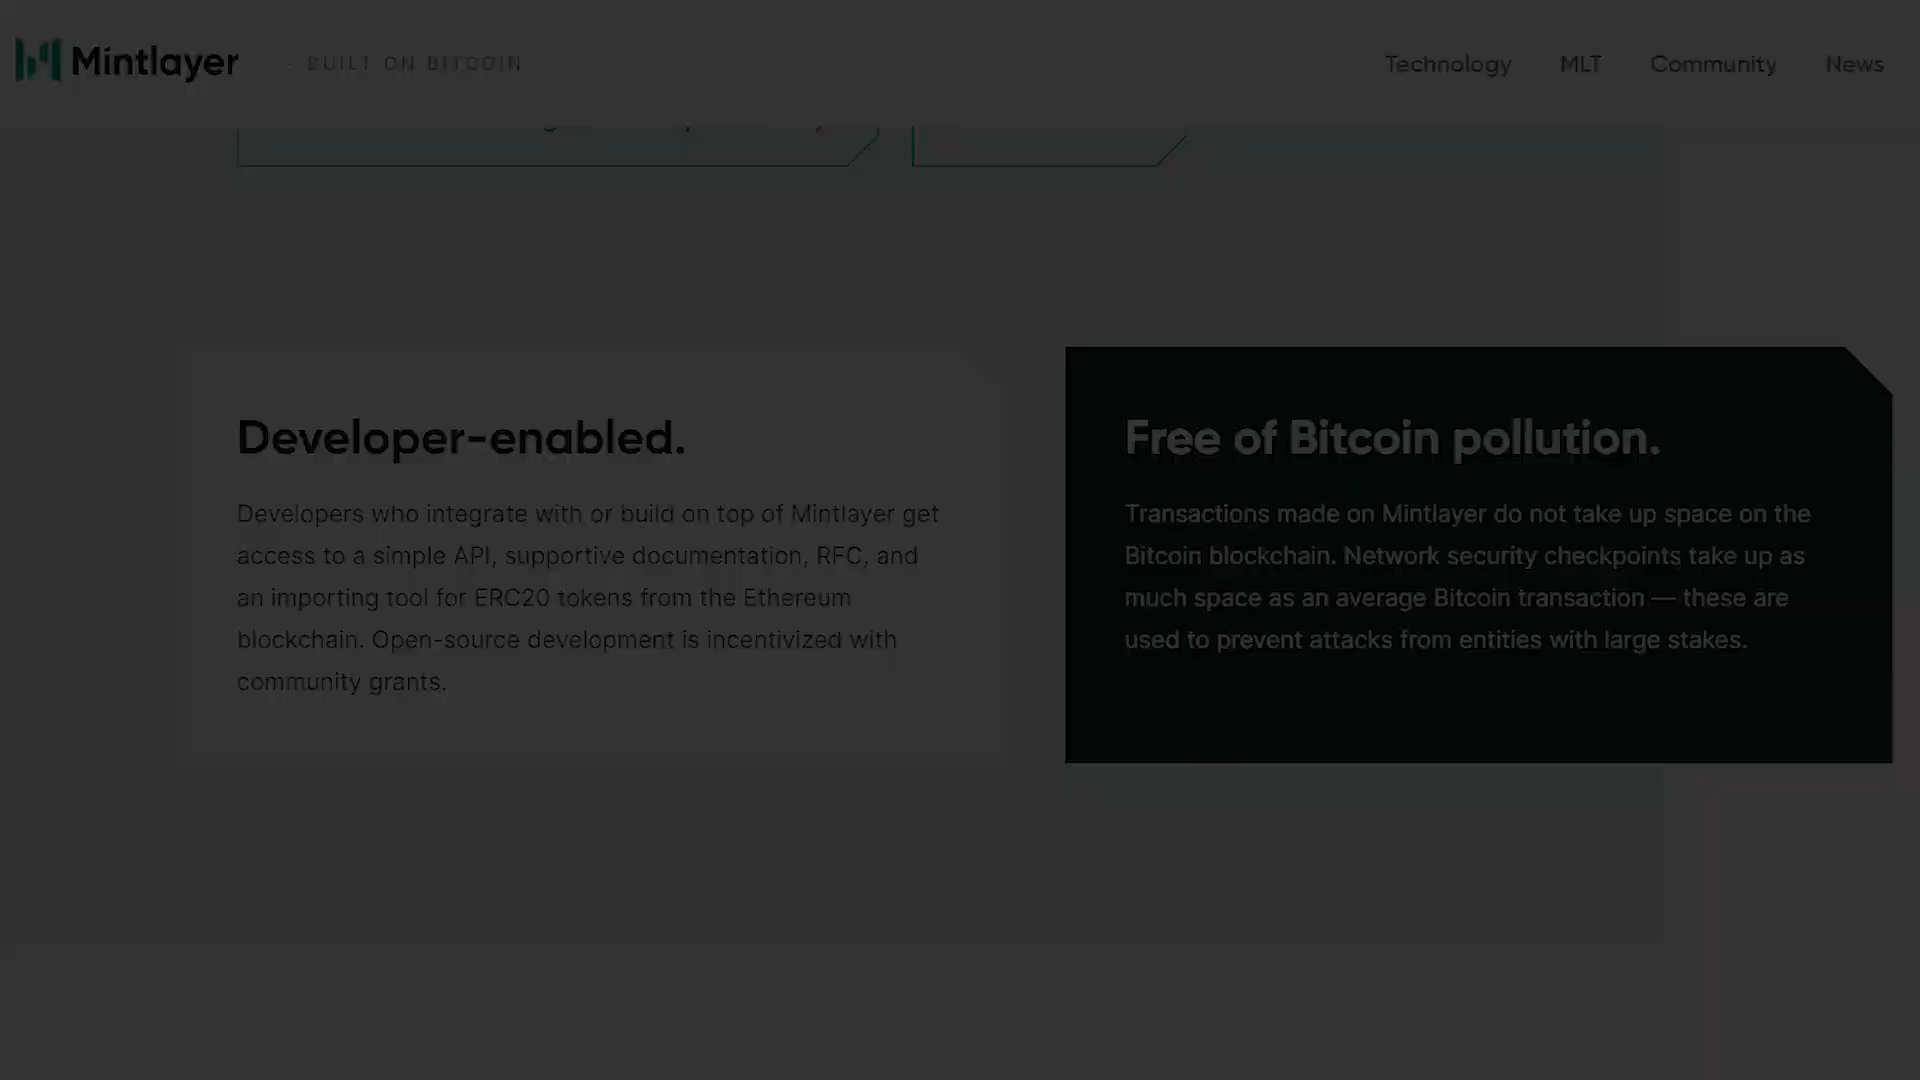 Mintlayer
- BUILT ON BITCOIN
Technology
MLT
Community
News
Developer-enabled.
Developers who integrate with or build on top of Mintlayer get
access to a simple API, supportive documentation, RFC, and
an importing tool for ERC20 tokens from the Ethereum
blockchain. Open-source development is incentivized with
community grants.
Free of Bitcoin pollution.
Transactions made on Mintlayer do not take up space on the
Bitcoin blockchain. Network security checkpoints take up as
much space as an average Bitcoin transaction — these are
used to prevent attacks from entities with large stakes.